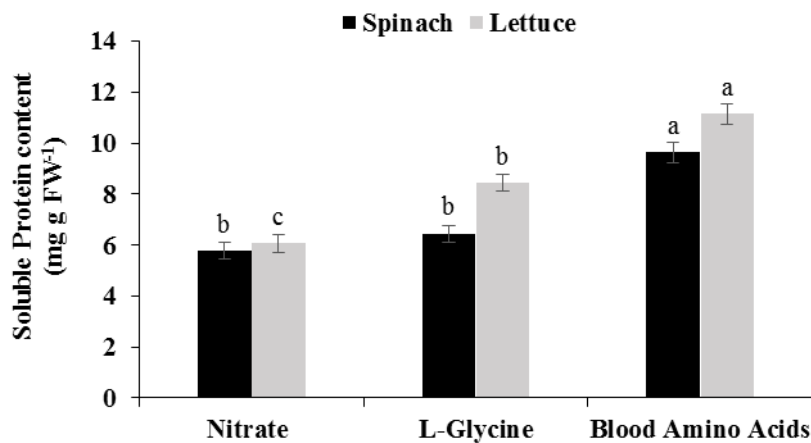 Spinach Lettuce
Soluble Protein content
(mg g FW⁻¹)
14
12
10
8
6
4
2
0
b c
b b
a a
Nitrate L-Glycine Blood Amino Acids